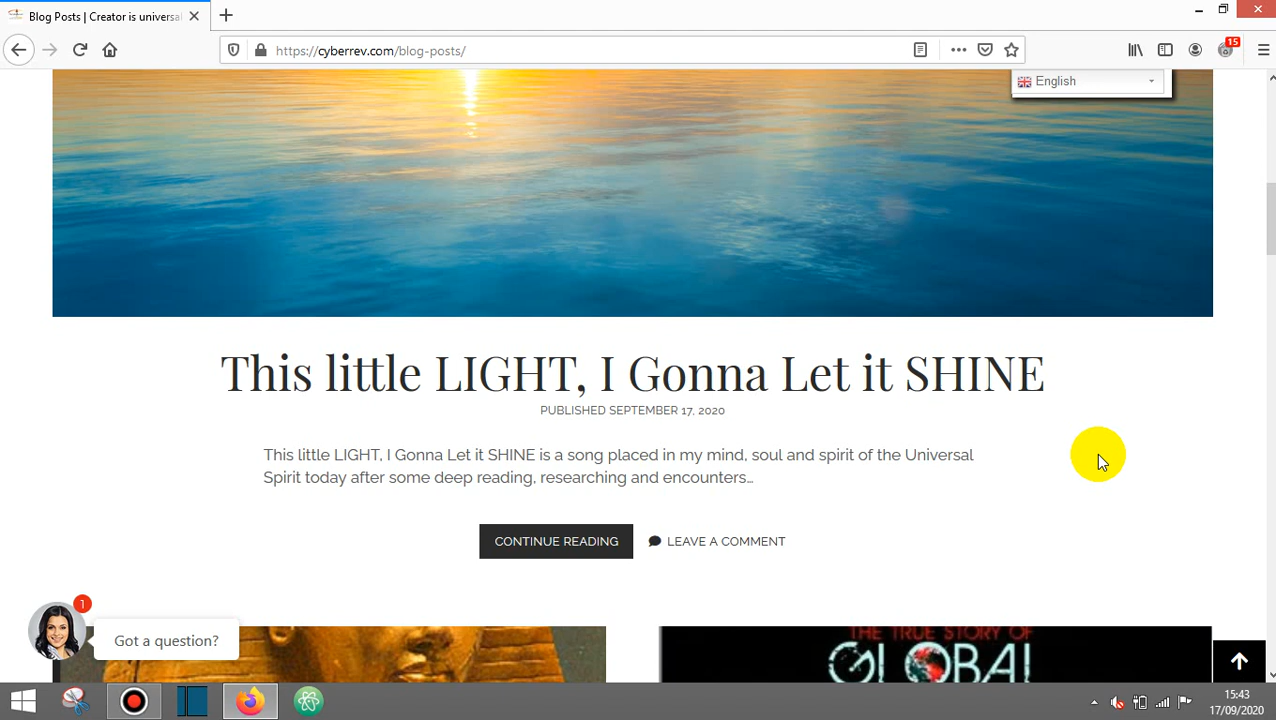 Blog Posts | Creator is universa
https://cyberrev.com/blog-posts/
15
English
This little LIGHT, I Gonna Let it SHINE
PUBLISHED SEPTEMBER 17, 2020
This little LIGHT, I Gonna Let it SHINE is a song placed in my mind, soul and spirit of the Universal
Spirit today after some deep reading, researching and encounters…
CONTINUE READING
LEAVE A COMMENT
1
Got a question?
THE TRUE STORY OF
GLOBAL
15:43
17/09/2020